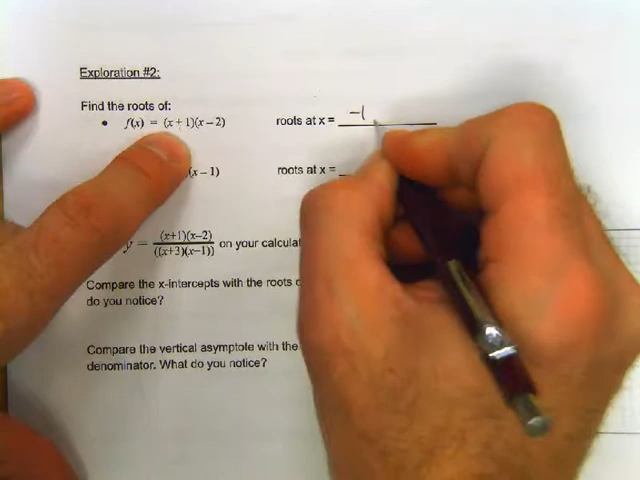 Exploration #2:
Find the roots of:
• f(x) = (x+1)(x−2) roots at x = −1,
(x−1) roots at x =
y = (x+1)(x−2) / ((x+3)(x−1)) on your
Compare the x-intercepts with the roots
do you notice?
Compare the vertical asymptote with the
denominator. What do you notice?